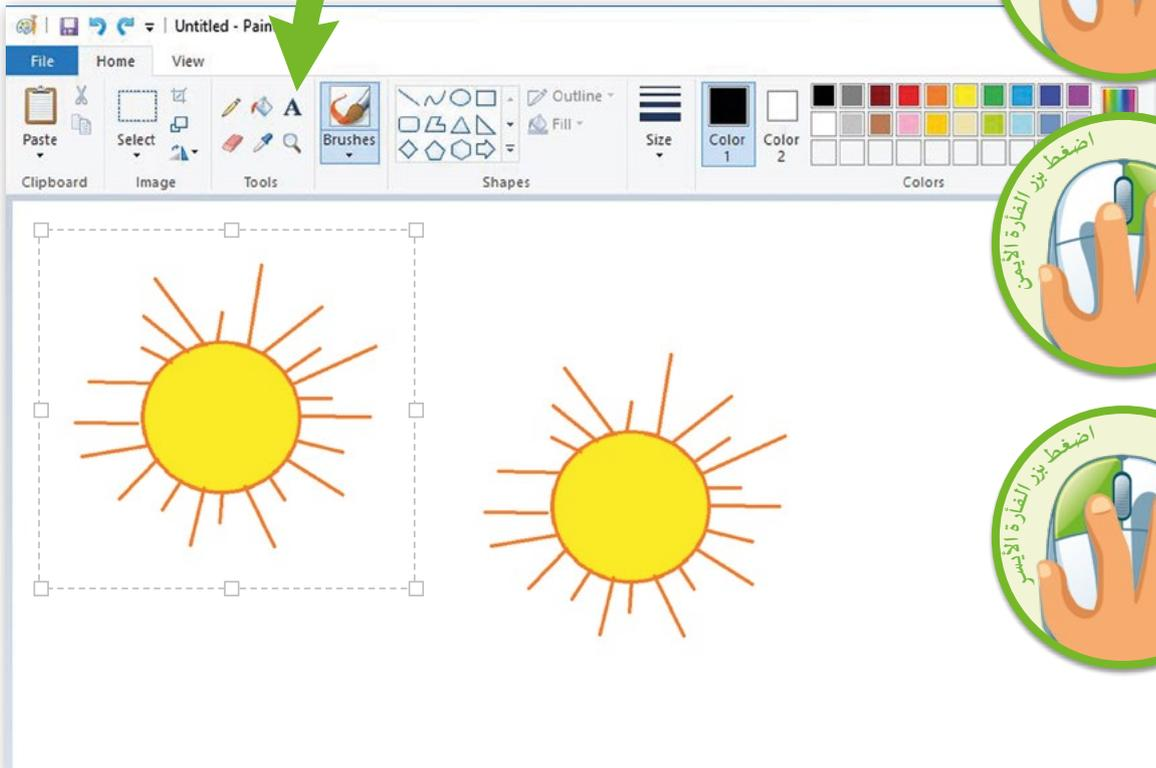 Untitled - Pain
File
Home
View
Paste
Select
A
Brushes
Outline
Fill
Size
Color 1
Color 2
Clipboard
Image
Tools
Shapes
Colors
اضغط بزر الفأرة الأيمن
اضغط بزر الفأرة الأيسر